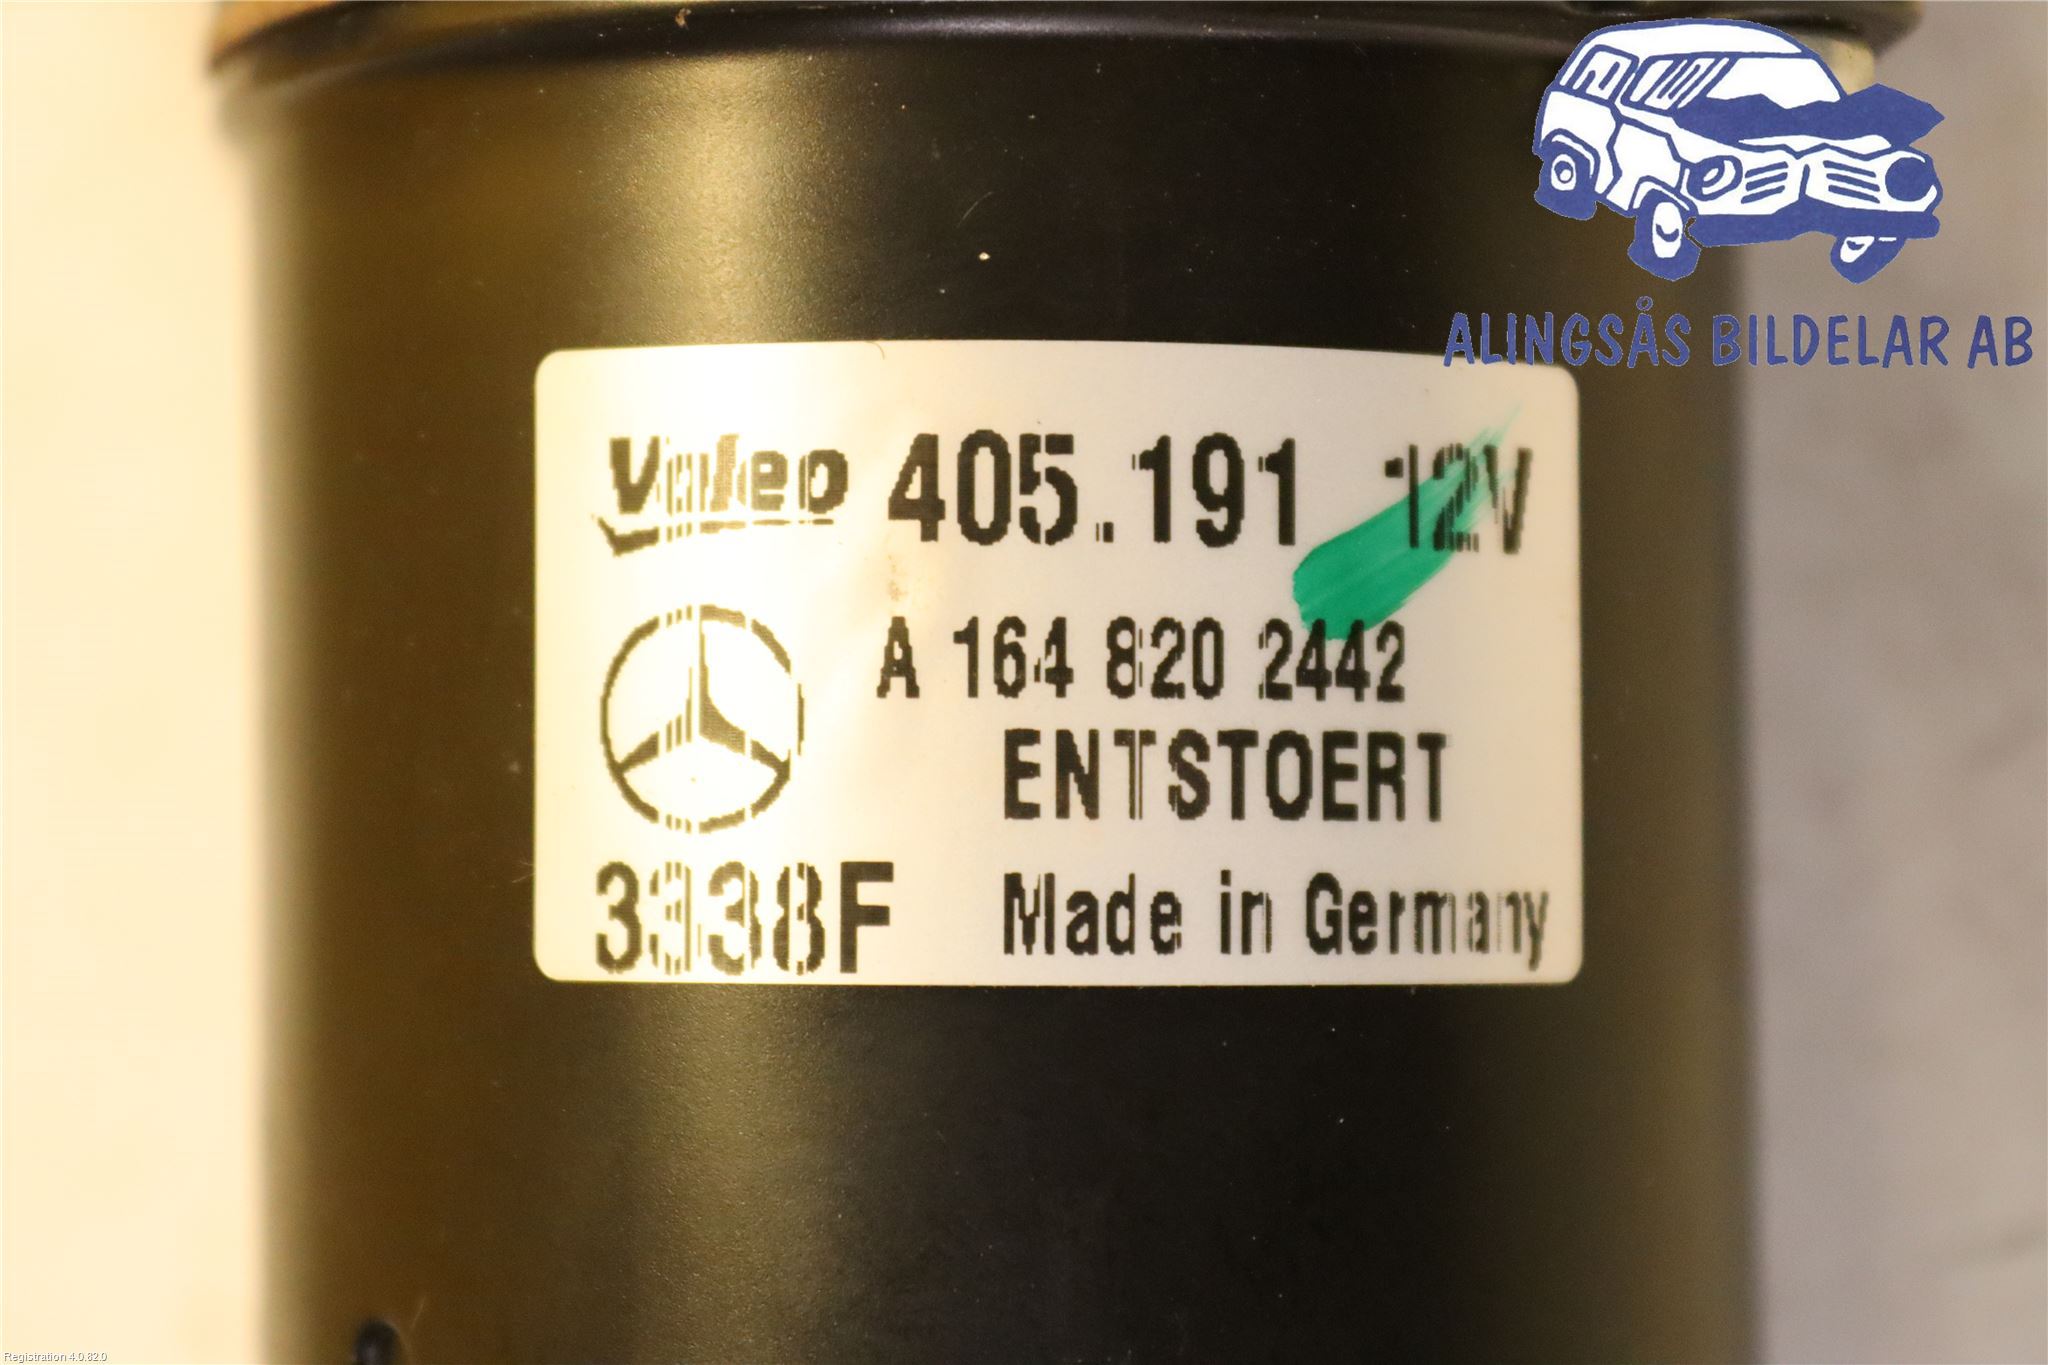 ALINGSÅS BILDELAR AB
Valeo 405.191 12V
A 164 820 2442
ENTSTOERT
3338F Made in Germany
Registration 4.0.82.0